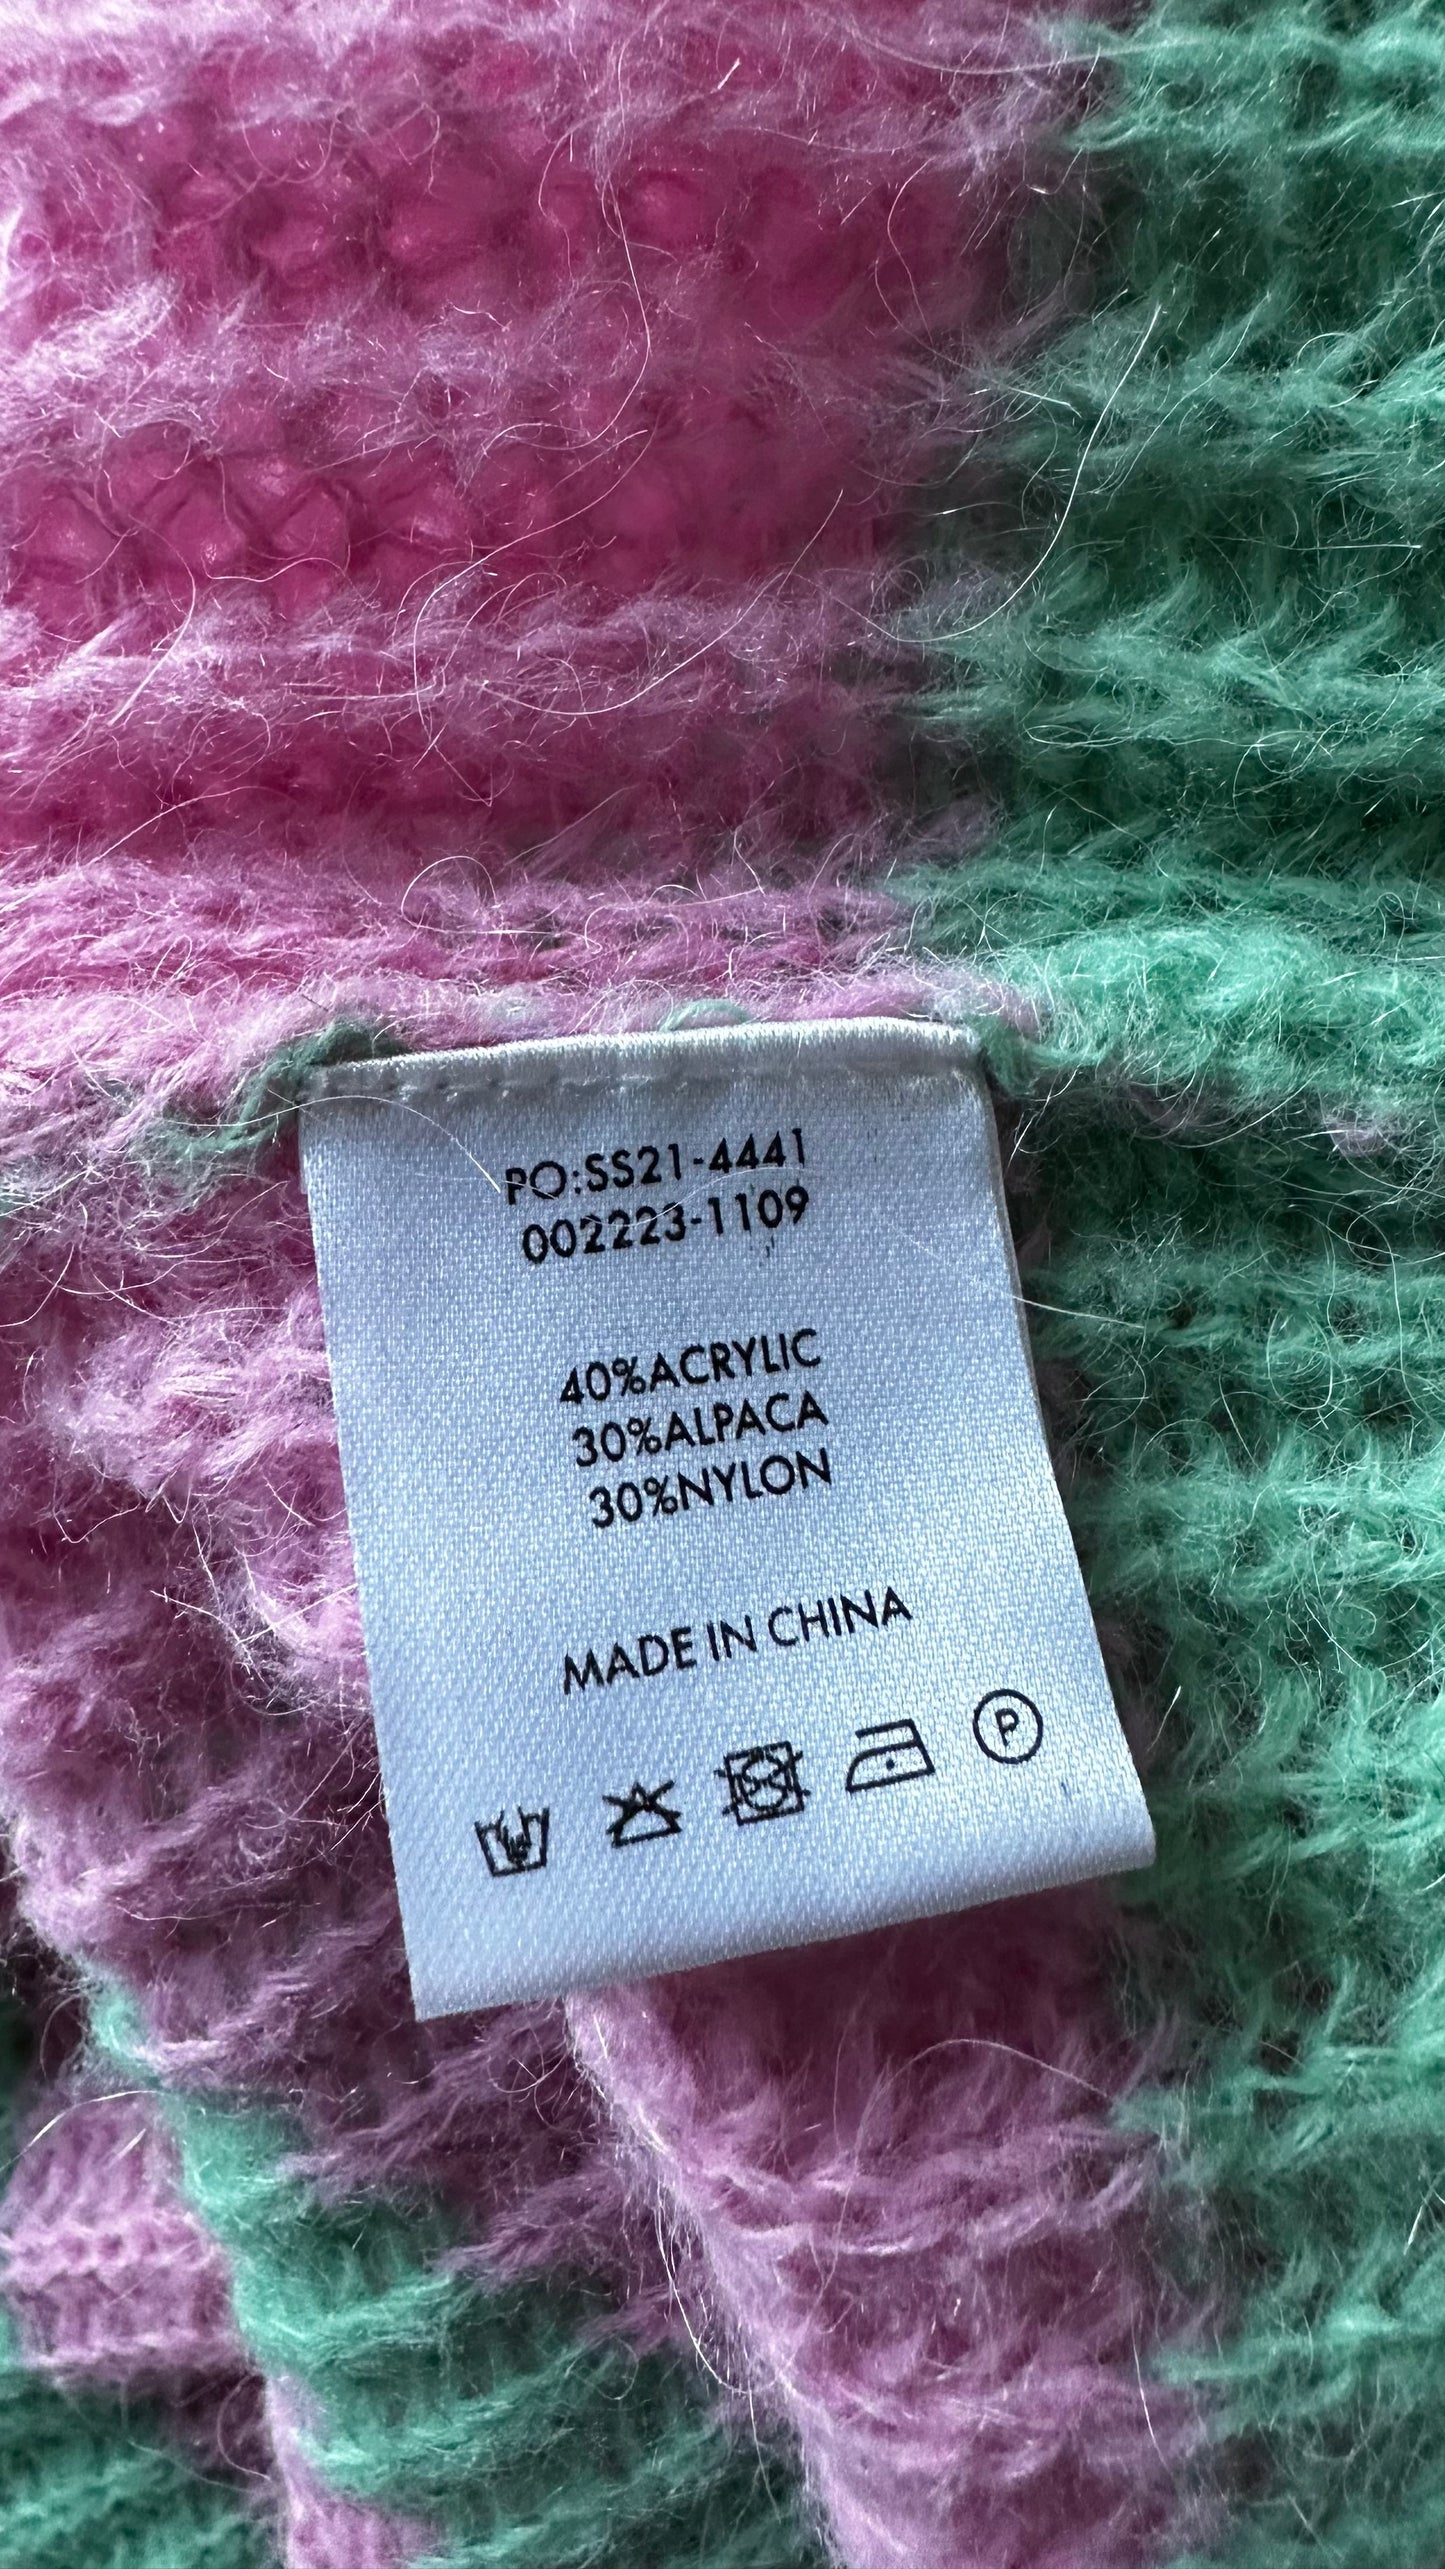 PO:SS21-4441
002223-1109
40%ACRYLIC
30%ALPACA
30%NYLON
MADE IN CHINA
P